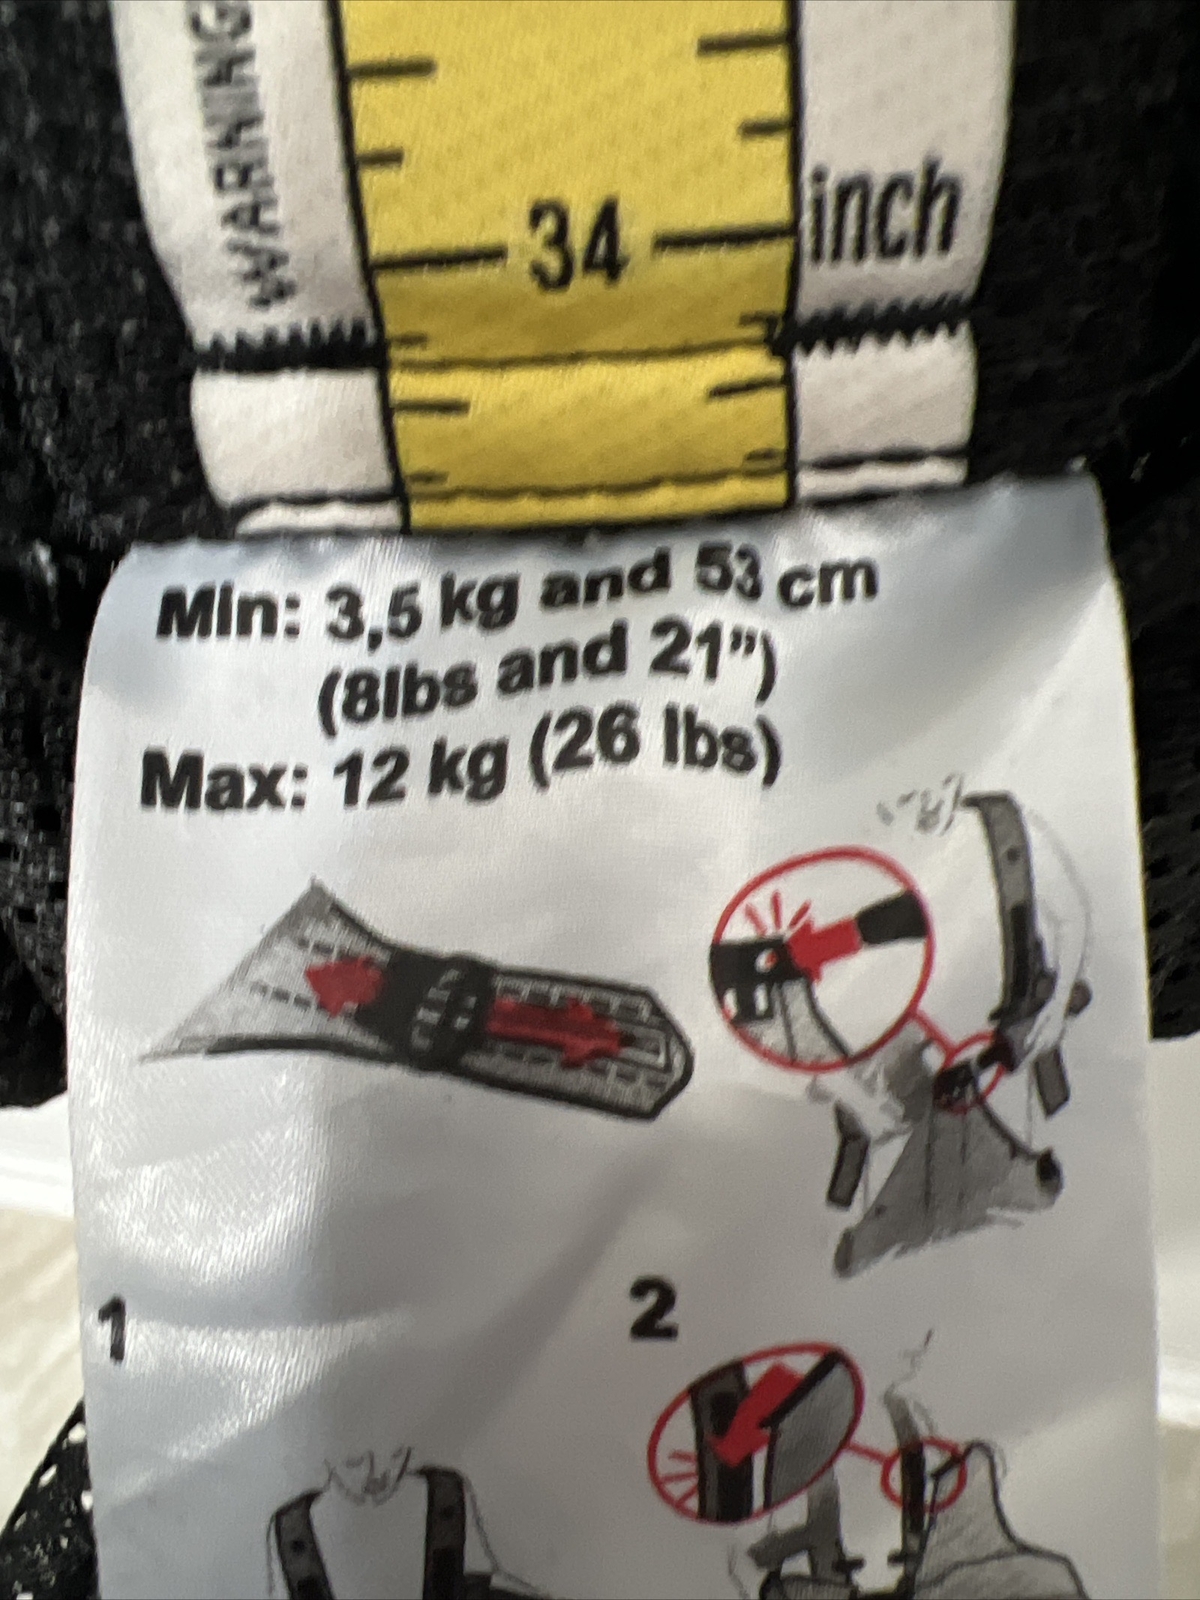 WARNING
34
inch
Min: 3,5 kg and 53 cm
(8lbs and 21”)
Max: 12 kg (26 lbs)
1
2